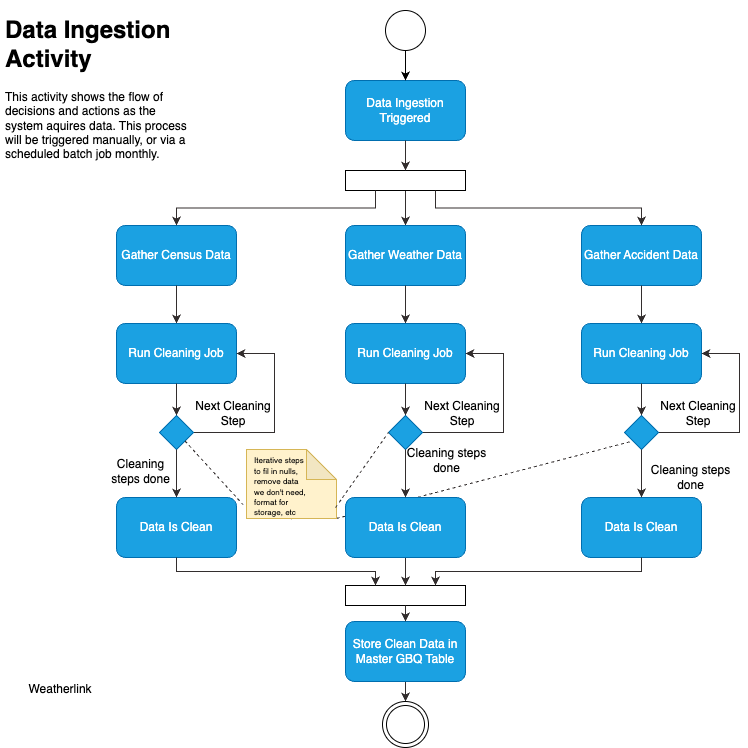 Data Ingestion
Activity
This activity shows the flow of
decisions and actions as the
system aquires data. This process
will be triggered manually, or via a
scheduled batch job monthly.
Data Ingestion
Triggered
Gather Census Data
Gather Weather Data
Gather Accident Data
Run Cleaning Job
Run Cleaning Job
Run Cleaning Job
Next Cleaning
Step
Next Cleaning
Step
Next Cleaning
Step
Cleaning
steps done
Iterative steps
to fil in nulls,
remove data
we don't need,
format for
storage, etc
Cleaning steps
done
Cleaning steps
done
Data Is Clean
Data Is Clean
Data Is Clean
Store Clean Data in
Master GBQ Table
Weatherlink